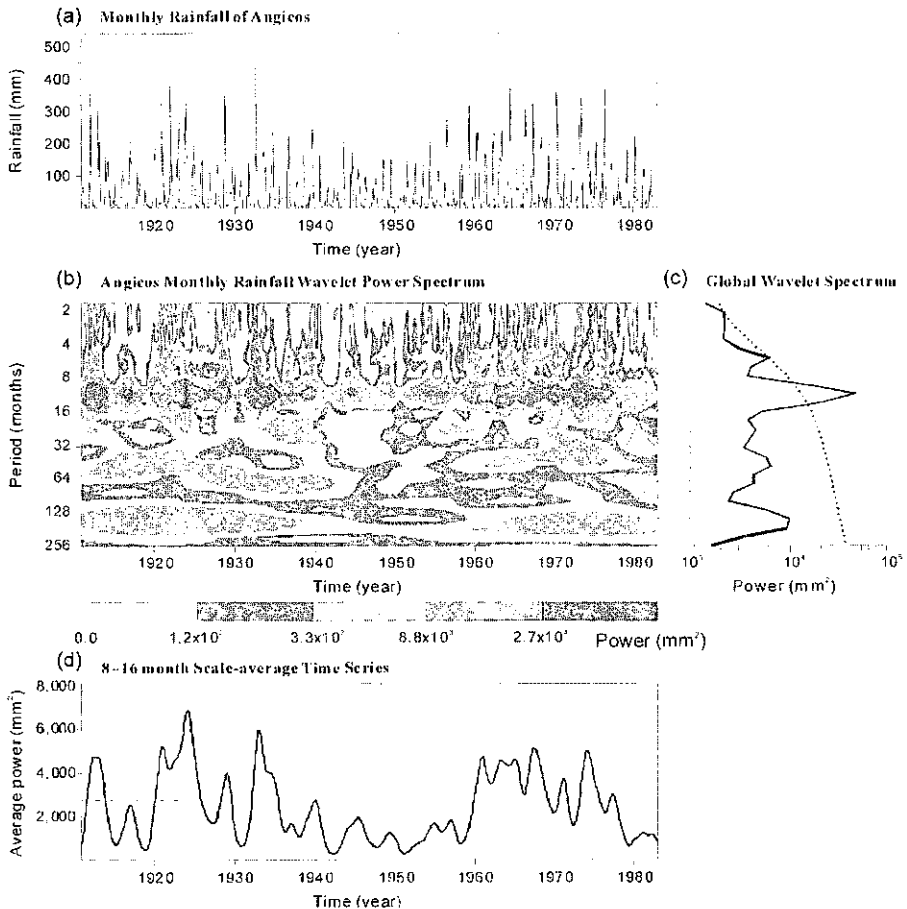 (a) Monthly Rainfall of Angicos
500
400
300
200
100
Rainfall (mm)
1920 1930 1940 1950 1960 1970 1980
Time (year)
(b) Angicos Monthly Rainfall Wavelet Power Spectrum
2
4
8
16
32
64
128
256
Period (months)
1920 1930 1940 1950 1960 1970 1980
Time (year)
(c) Global Wavelet Spectrum
10⁴ 10⁵
Power (mm²)
0.0 Power (mm²)
(d) 8–16 month Scale-average Time Series
8,000
6,000
4,000
2,000
Average power (mm²)
1920 1930 1940 1950 1960 1970 1980
Time (year)